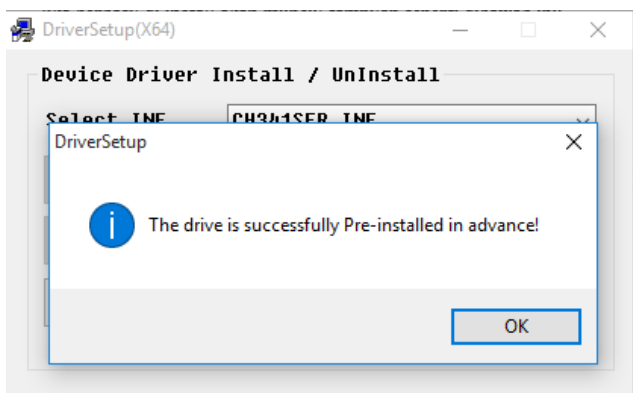 DriverSetup(X64)
Device Driver Install / UnInstall
Select INF
CH341SER INF
DriverSetup
The drive is successfully Pre-installed in advance!
OK